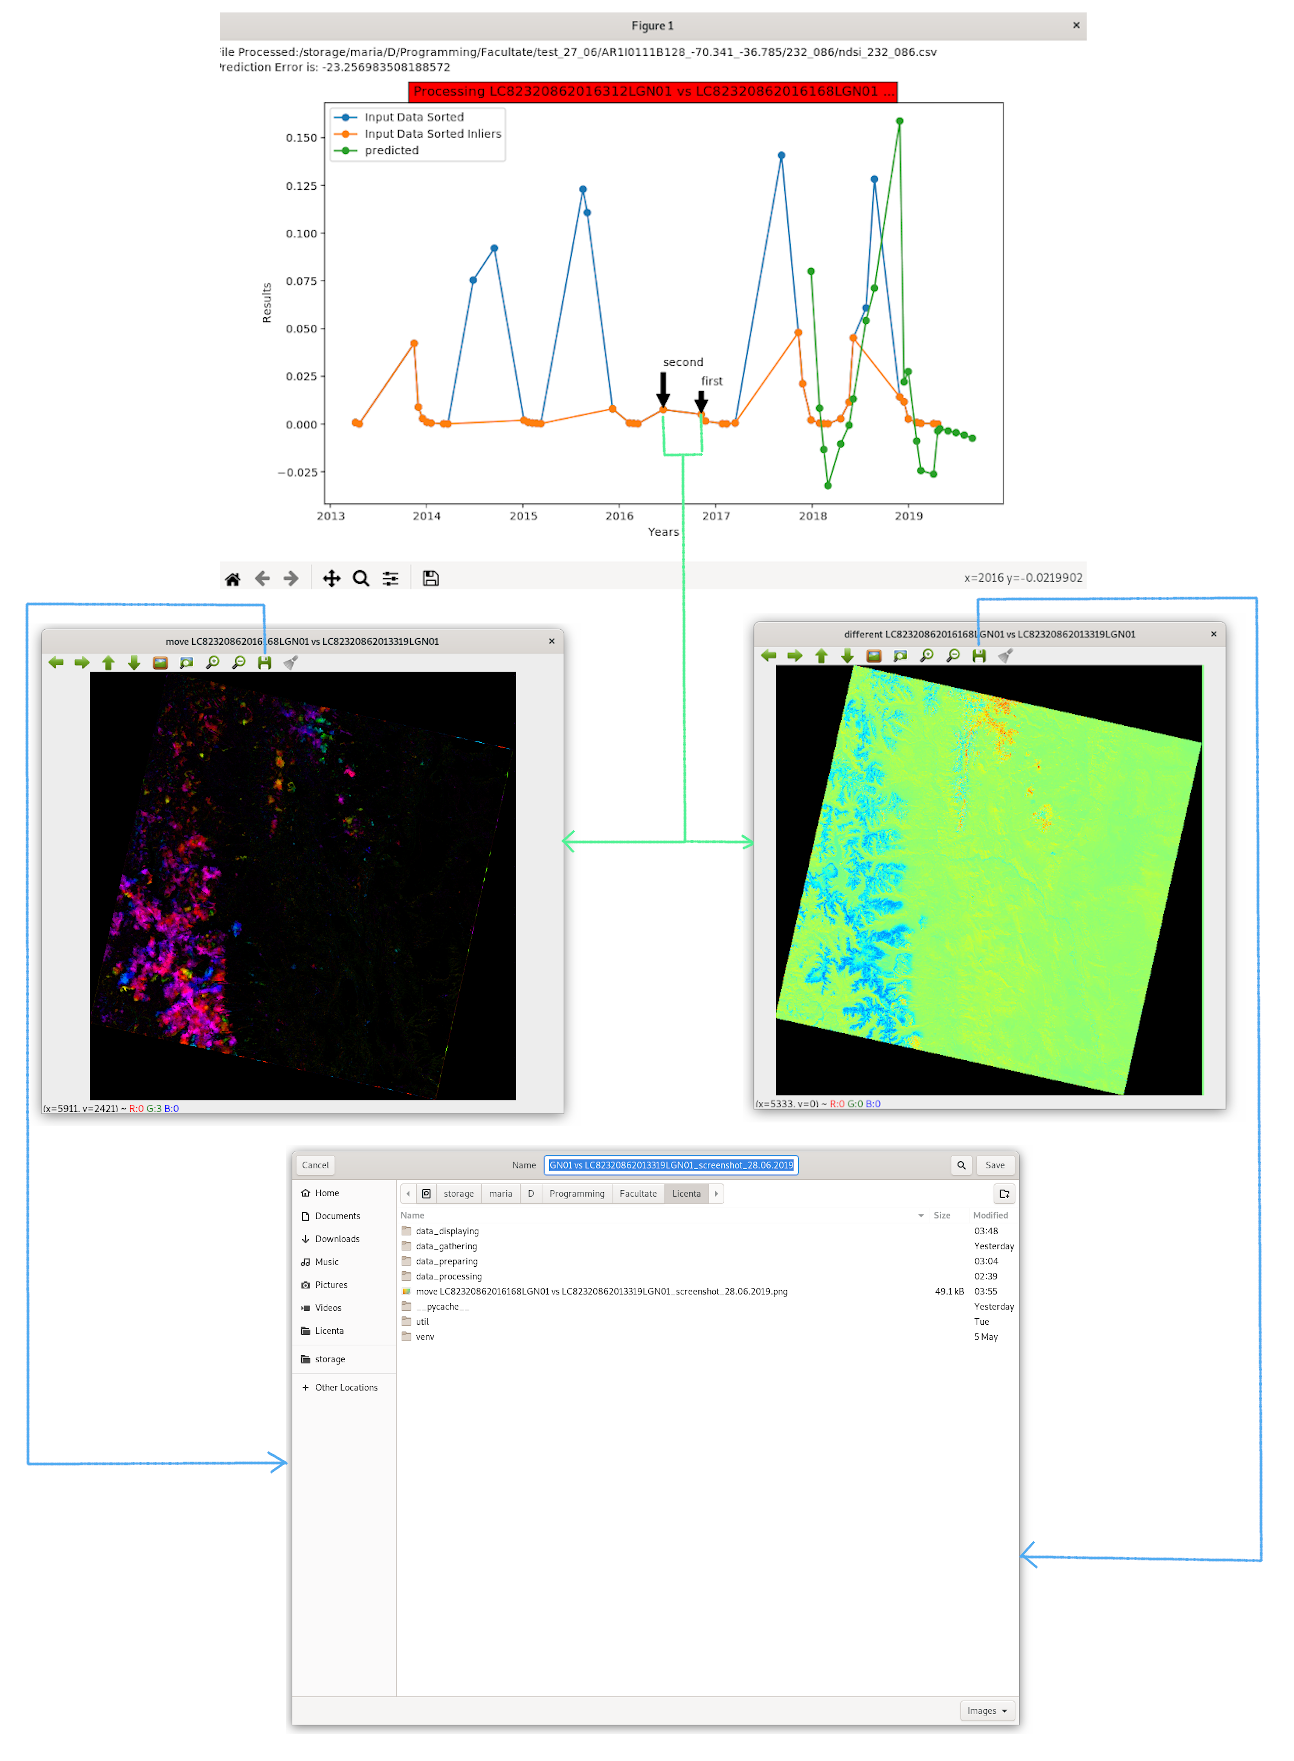 Figure 1
ile Processed:/storage/maria/D/Programming/Facultate/test_27_06/AR1I0111B128_-70.341_-36.785/232_086/ndsi_232_086.csv
Prediction Error is: -23.256983508188572
Processing LC82320862016312LGN01 vs LC82320862016168LGN01 ...
Input Data Sorted
Input Data Sorted Inliers
predicted
0.150
0.125
0.100
0.075
0.050
0.025
0.000
−0.025
Results
second
first
2013 2014 2015 2016 2017 2018 2019
Years
x=2016 y=-0.0219902
move LC82320862016168LGN01 vs LC82320862013319LGN01
(x=5911, y=2421) ~ R:0 G:3 B:0
different LC82320862016168LGN01 vs LC82320862013319LGN01
(x=5333, y=0) ~ R:0 G:0 B:0
Cancel
Name
GN01 vs LC82320862013319LGN01_screenshot_28.06.2019
Save
Home
Documents
Downloads
Music
Pictures
Videos
Licenta
storage
Other Locations
storage maria D Programming Facultate Licenta
Name Size Modified
data_displaying 03:48
data_gathering Yesterday
data_preparing 03:04
data_processing 02:39
move LC82320862016168LGN01 vs LC82320862013319LGN01_screenshot_28.06.2019.png 49.1 kB 03:55
__pycache__ Yesterday
util Tue
venv 5 May
Images